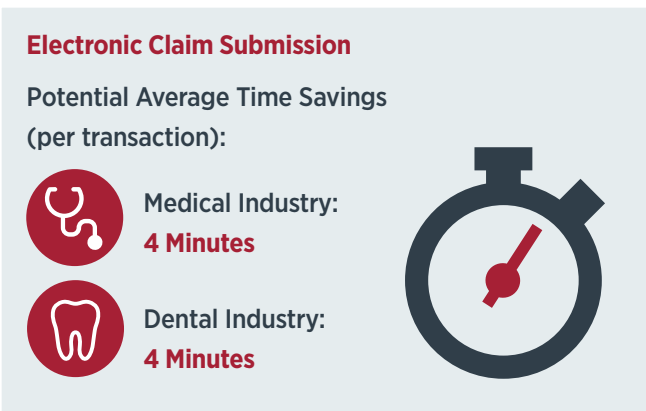 Electronic Claim Submission
Potential Average Time Savings
(per transaction):
Medical Industry:
4 Minutes
Dental Industry:
4 Minutes